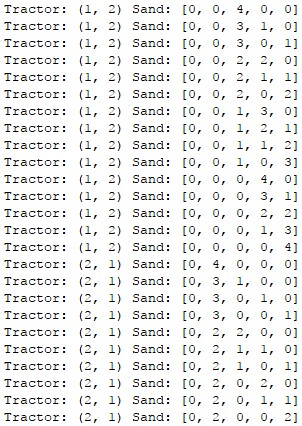 Tractor: (1, 2) Sand: [0, 0, 4, 0, 0]
Tractor: (1, 2) Sand: [0, 0, 3, 1, 0]
Tractor: (1, 2) Sand: [0, 0, 3, 0, 1]
Tractor: (1, 2) Sand: [0, 0, 2, 2, 0]
Tractor: (1, 2) Sand: [0, 0, 2, 1, 1]
Tractor: (1, 2) Sand: [0, 0, 2, 0, 2]
Tractor: (1, 2) Sand: [0, 0, 1, 3, 0]
Tractor: (1, 2) Sand: [0, 0, 1, 2, 1]
Tractor: (1, 2) Sand: [0, 0, 1, 1, 2]
Tractor: (1, 2) Sand: [0, 0, 1, 0, 3]
Tractor: (1, 2) Sand: [0, 0, 0, 4, 0]
Tractor: (1, 2) Sand: [0, 0, 0, 3, 1]
Tractor: (1, 2) Sand: [0, 0, 0, 2, 2]
Tractor: (1, 2) Sand: [0, 0, 0, 1, 3]
Tractor: (1, 2) Sand: [0, 0, 0, 0, 4]
Tractor: (2, 1) Sand: [0, 4, 0, 0, 0]
Tractor: (2, 1) Sand: [0, 3, 1, 0, 0]
Tractor: (2, 1) Sand: [0, 3, 0, 1, 0]
Tractor: (2, 1) Sand: [0, 3, 0, 0, 1]
Tractor: (2, 1) Sand: [0, 2, 2, 0, 0]
Tractor: (2, 1) Sand: [0, 2, 1, 1, 0]
Tractor: (2, 1) Sand: [0, 2, 1, 0, 1]
Tractor: (2, 1) Sand: [0, 2, 0, 2, 0]
Tractor: (2, 1) Sand: [0, 2, 0, 1, 1]
Tractor: (2, 1) Sand: [0, 2, 0, 0, 2]